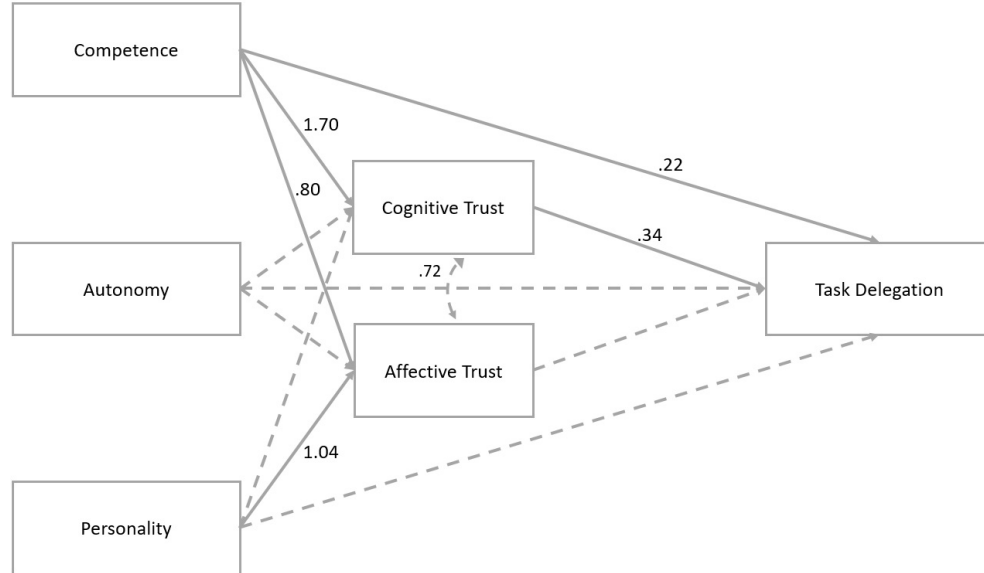 Competence
1.70
.22
.80
Cognitive Trust
.34
.72
Autonomy
Task Delegation
Affective Trust
1.04
Personality